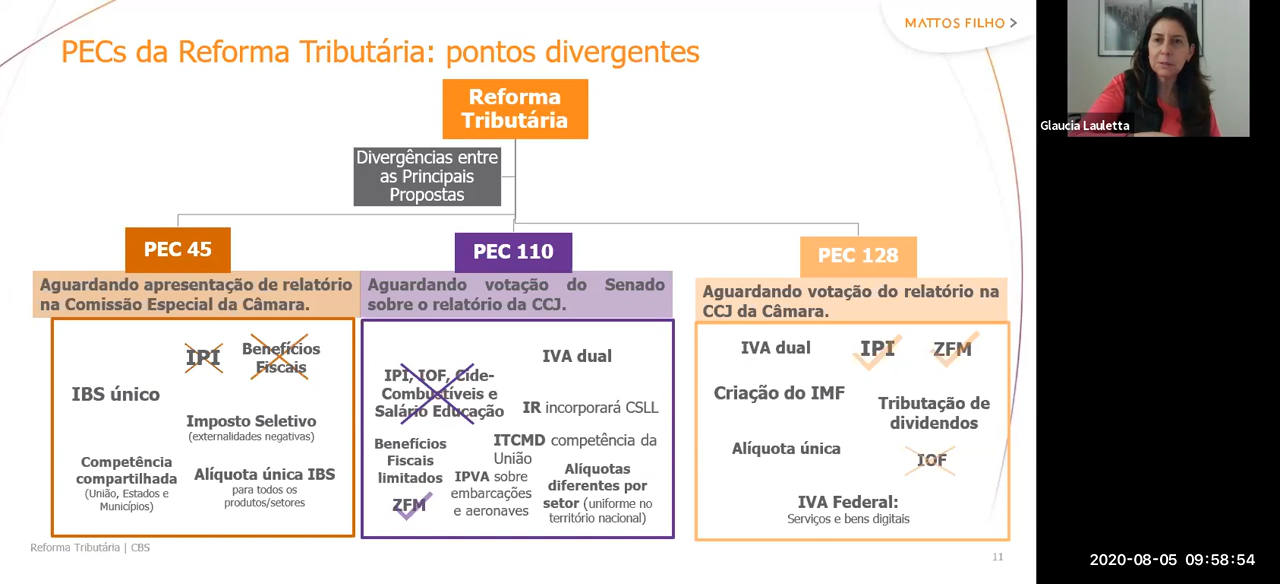 MATTOS FILHO >
PECs da Reforma Tributária: pontos divergentes
Reforma
Tributária
Divergências entre
as Principais
Propostas
PEC 45
Aguardando apresentação de relatório
na Comissão Especial da Câmara.
IPI
Benefícios
Fiscais
IBS único
Imposto Seletivo
(externalidades negativas)
Competência
compartilhada
(União, Estados e
Municípios)
Alíquota única IBS
para todos os
produtos/setores
PEC 110
Aguardando votação do Senado
sobre o relatório da CCJ.
IVA dual
IPI, IOF, Cide-
Combustíveis e
Salário Educação
IR incorporará CSLL
Benefícios
Fiscais
limitados
ZFM
ITCMD competência da
União
IPVA sobre
embarcações
e aeronaves
Alíquotas
diferentes por
setor (uniforme no
território nacional)
PEC 128
Aguardando votação do relatório na
CCJ da Câmara.
IVA dual
IPI
ZFM
Criação do IMF
Tributação de
dividendos
Alíquota única
IOF
IVA Federal:
Serviços e bens digitais
Reforma Tributária | CBS
11
Glaucia Lauletta
2020-08-05 09:58:54